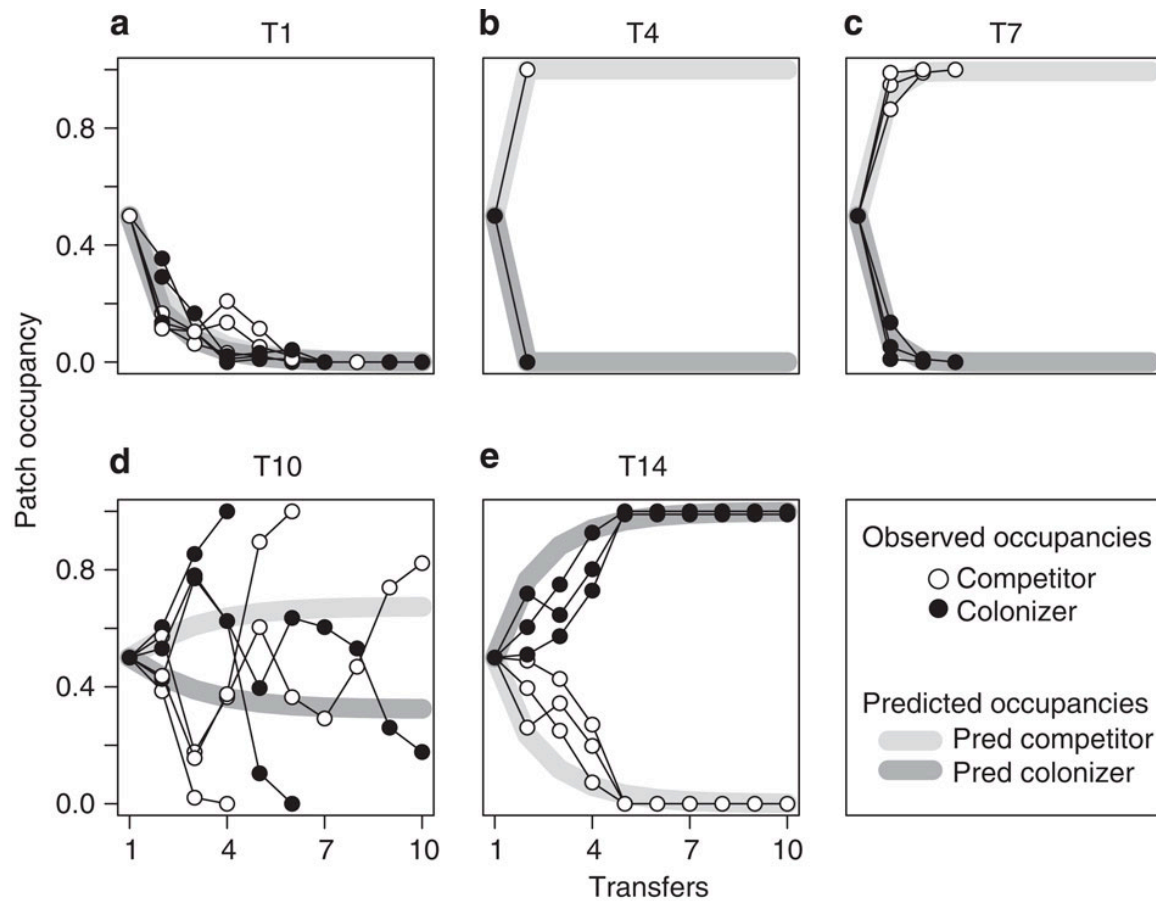 a T1
b T4
c T7
0.8
0.4
0.0
Patch occupancy
d T10
e T14
0.8
0.4
0.0
1 4 7 10
1 4 7 10
Transfers
Observed occupancies
Competitor
Colonizer
Predicted occupancies
Pred competitor
Pred colonizer